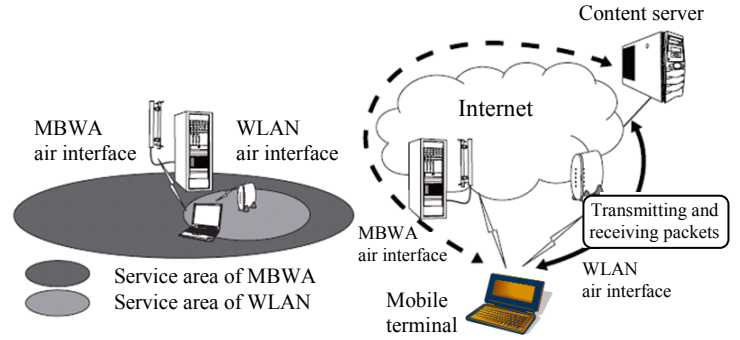 MBWA
air interface
WLAN
air interface
Service area of MBWA
Service area of WLAN
Content server
Internet
MBWA
air interface
Transmitting and
receiving packets
WLAN
air interface
Mobile
terminal